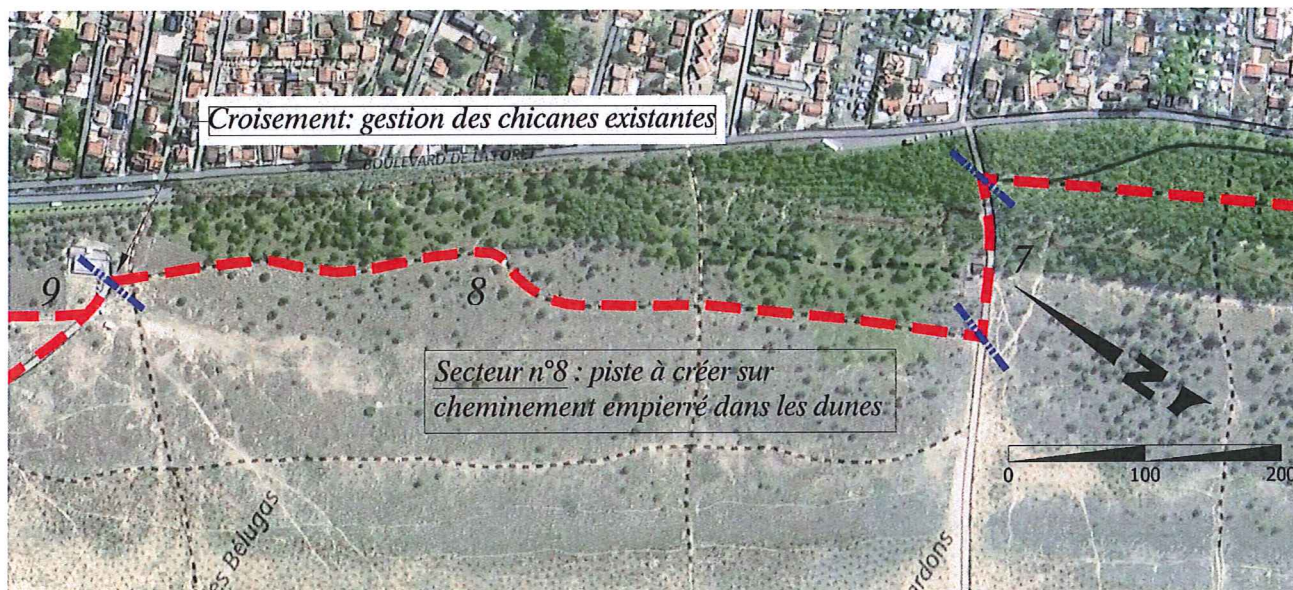 Croisement: gestion des chicanes existantes
BOULEVARD DE LA FORET
9
8
7
N
Secteur n°8 : piste à créer sur
cheminement empierré dans les dunes
0 100 200
es Bélugas
ardons